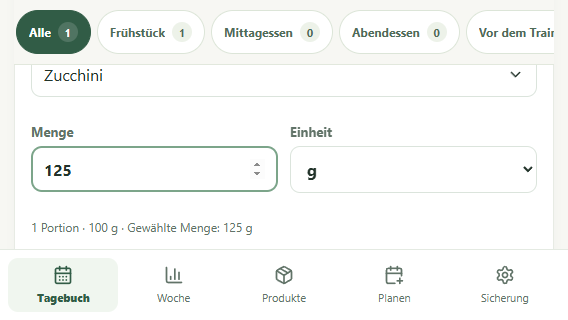 Alle 1 Frühstück 1 Mittagessen 0 Abendessen 0 Vor dem Train
Zucchini
Menge Einheit
125 g
1 Portion · 100 g · Gewählte Menge: 125 g
Tagebuch Woche Produkte Planen Sicherung